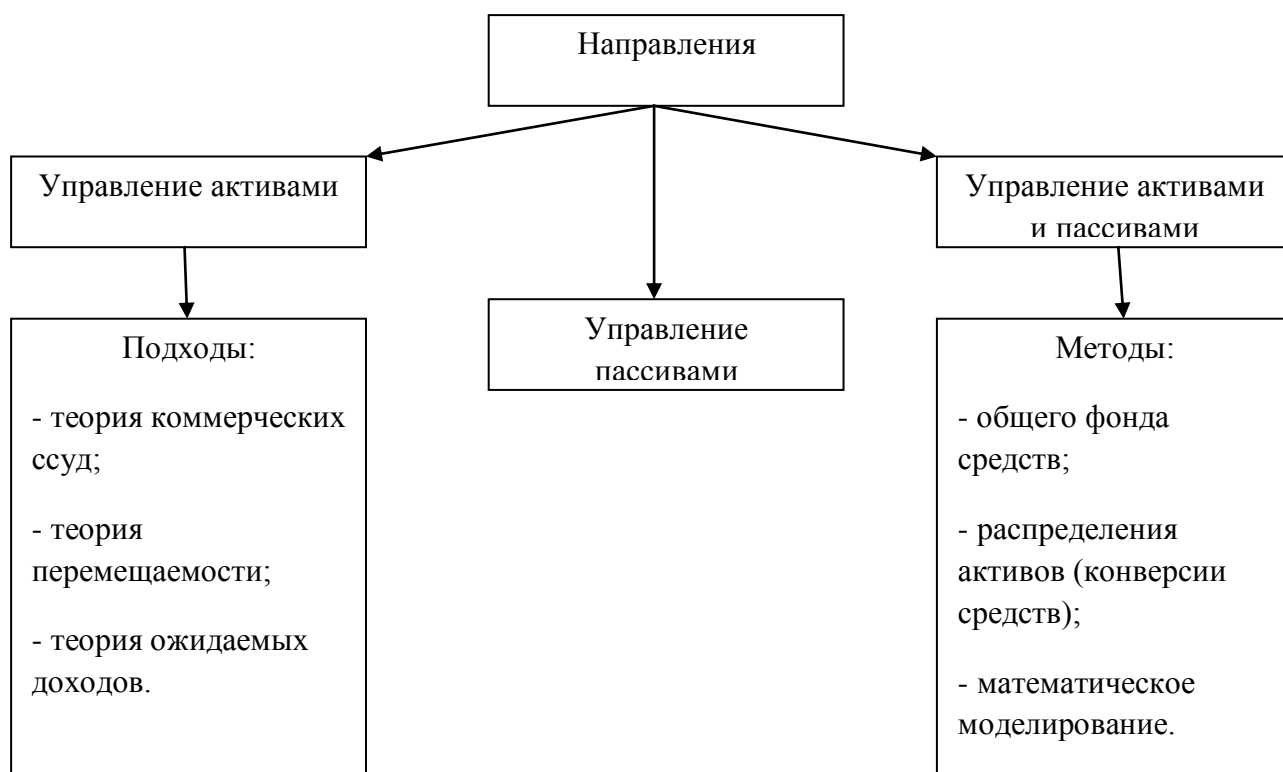 Направления
Управление активами
Управление активами
и пассивами
Управление
пассивами
Подходы:
- теория коммерческих
ссуд;
- теория
перемещаемости;
- теория ожидаемых
доходов.
Методы:
- общего фонда
средств;
- распределения
активов (конверсии
средств);
- математическое
моделирование.